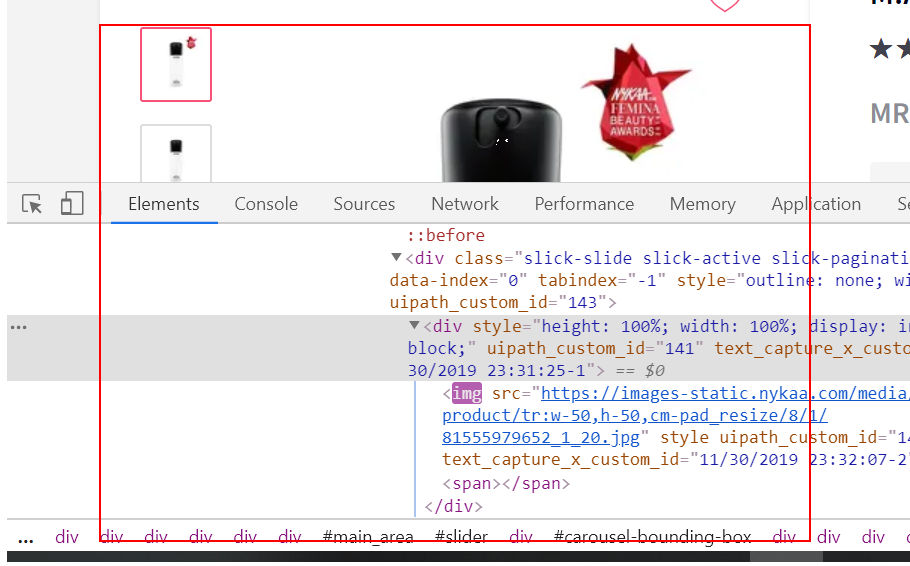 ★★
MR
NYKAA.COM
FEMINA
BEAUTY
AWARDS
Elements Console Sources Network Performance Memory Application
::before
<div class="slick-slide slick-active slick-paginati
data-index="0" tabindex="-1" style="outline: none; wi
uipath_custom_id="143">
... <div style="height: 100%; width: 100%; display: in
block;" uipath_custom_id="141" text_capture_x_custo
30/2019 23:31:25-1"> == $0
<img src="https://images-static.nykaa.com/media/
product/tr:w-50,h-50,cm-pad_resize/8/1/
81555979652_1_20.jpg" style uipath_custom_id="14
text_capture_x_custom_id="11/30/2019 23:32:07-2"
<span></span>
</div>
... div div div div div div #main_area #slider div #carousel-bounding-box div div div